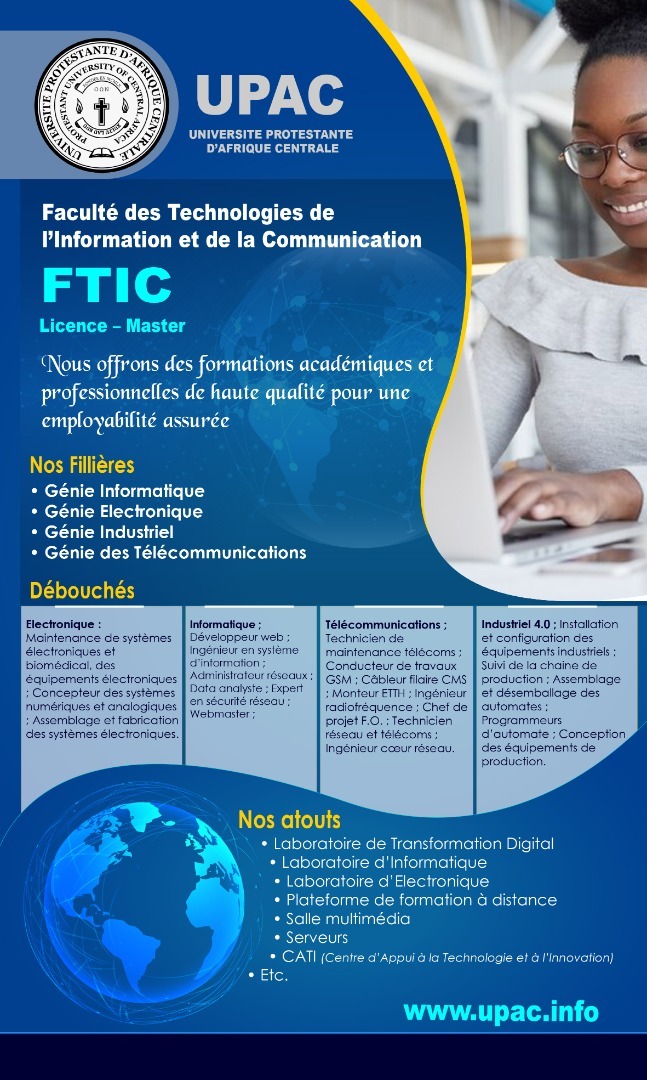 UNIVERSITE PROTESTANTE D'AFRIQUE CENTRALE
PROTESTANT UNIVERSITY OF CENTRAL AFRICA
UPAC
UNIVERSITE PROTESTANTE
D'AFRIQUE CENTRALE
Faculté des Technologies de
l'Information et de la Communication
FTIC
Licence – Master
Nous offrons des formations académiques et
professionnelles de haute qualité pour une
employabilité assurée
Nos Fillières
• Génie Informatique
• Génie Electronique
• Génie Industriel
• Génie des Télécommunications
Débouchés
Electronique :
Maintenance de systèmes
électroniques et
biomédical, des
équipements électroniques
; Concepteur des systèmes
numériques et analogiques
; Assemblage et fabrication
des systèmes électroniques.
Informatique ;
Développeur web ;
Ingénieur en système
d'information ;
Administrateur réseaux ;
Data analyste ; Expert
en sécurité réseau ;
Webmaster ;
Télécommunications ;
Technicien de
maintenance télécoms ;
Conducteur de travaux
GSM ; Câbleur filaire CMS
; Monteur ETTH ; Ingénieur
radiofréquence ; Chef de
projet F.O. ; Technicien
réseau et télécoms ;
Ingénieur cœur réseau.
Industriel 4.0 ; Installation
et configuration des
équipements industriels ;
Suivi de la chaine de
production ; Assemblage
et désemballage des
automates ;
Programmeurs
d'automate ; Conception
des équipements de
production.
Nos atouts
• Laboratoire de Transformation Digital
• Laboratoire d'Informatique
• Laboratoire d'Electronique
• Plateforme de formation à distance
• Salle multimédia
• Serveurs
• CATI (Centre d'Appui à la Technologie et à l'Innovation)
• Etc.
www.upac.info